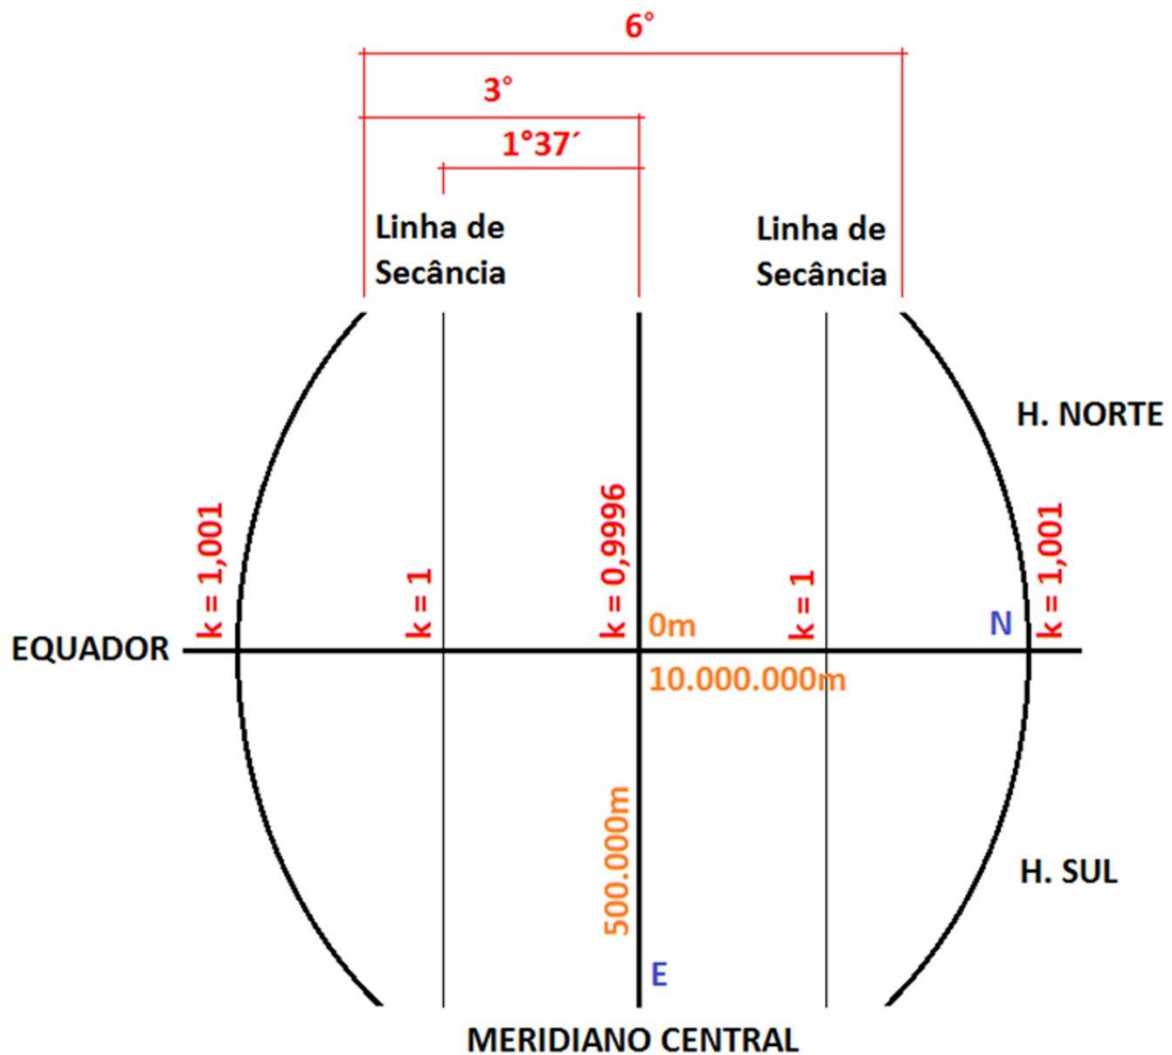 6°
3°
1°37´
Linha de
Secância
Linha de
Secância
H. NORTE
k = 1,001
k = 1
k = 0,9996
k = 1
k = 1,001
0m
N
EQUADOR
10.000.000m
500.000m
H. SUL
E
MERIDIANO CENTRAL